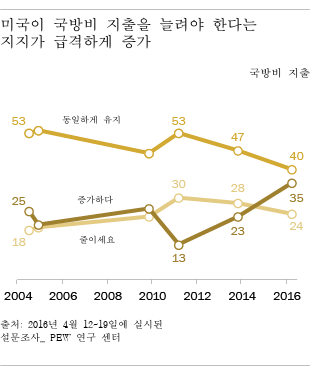 미국이 국방비 지출을 늘려야 한다는
지지가 급격하게 증가
국방비 지출
53 동일하게 유지 53
47
40
25 증가하다 30 28
35
18 줄이세요 23 24
13
2004 2006 2008 2010 2012 2014 2016
출처: 2016년 4월 12-19일에 실시된
설문조사_ PEW 연구 센터